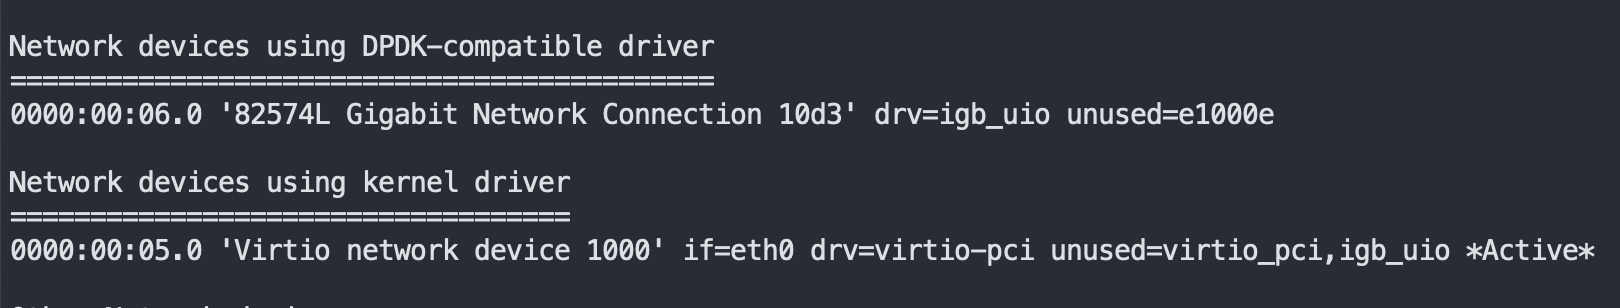 Network devices using DPDK-compatible driver
============================================
0000:00:06.0 '82574L Gigabit Network Connection 10d3' drv=igb_uio unused=e1000e
Network devices using kernel driver
===================================
0000:00:05.0 'Virtio network device 1000' if=eth0 drv=virtio-pci unused=virtio_pci,igb_uio *Active*